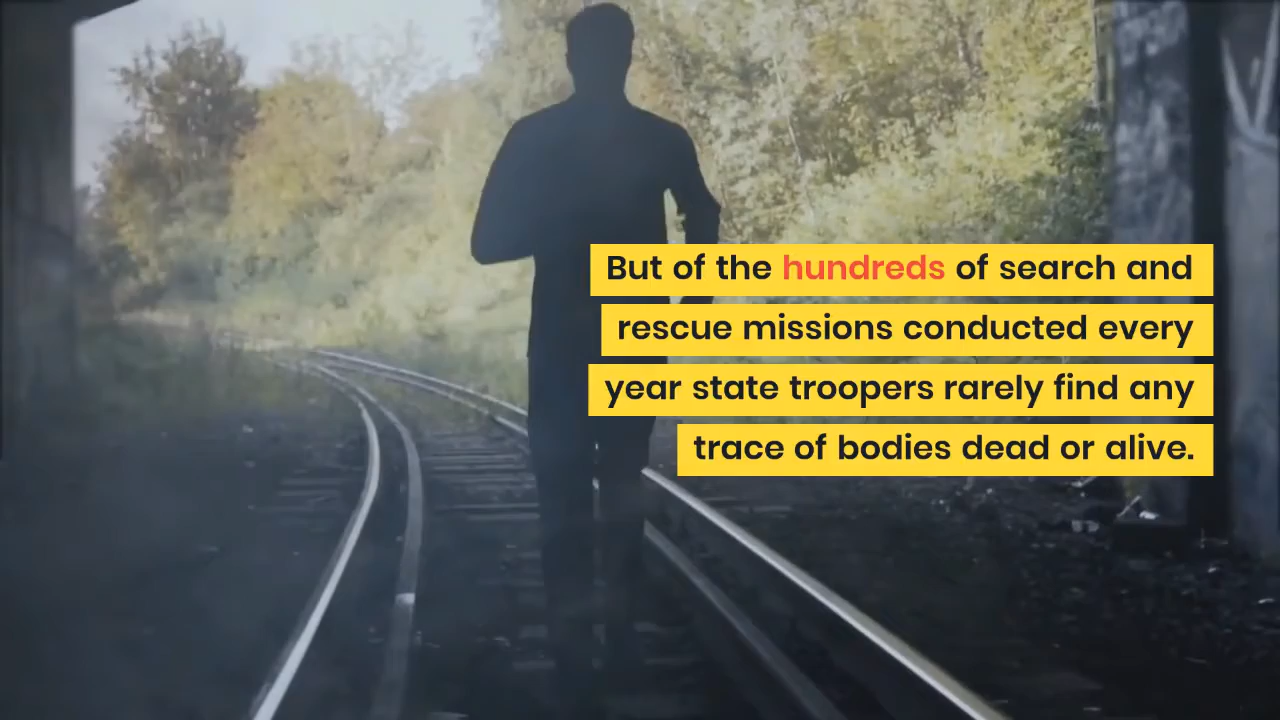 But of the hundreds of search and
rescue missions conducted every
year state troopers rarely find any
trace of bodies dead or alive.